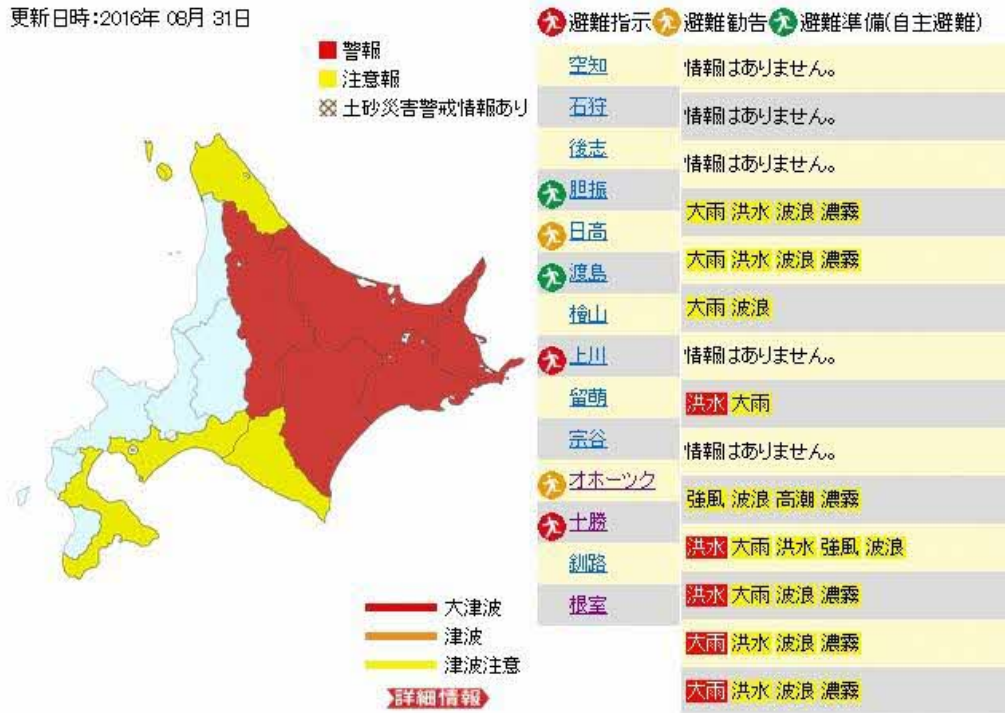 更新日時:2016年 08月 31日
警報
注意報
土砂災害警戒情報あり
大津波
津波
津波注意
詳細情報
避難指示 避難勧告 避難準備(自主避難)
空知
石狩
後志
胆振
日高
渡島
檜山
上川
留萌
宗谷
オホーツク
十勝
釧路
根室
情報はありません。
情報はありません。
情報はありません。
大雨 洪水 波浪 濃霧
大雨 洪水 波浪 濃霧
大雨 波浪
情報はありません。
洪水 大雨
情報はありません。
強風 波浪 高潮 濃霧
洪水 大雨 洪水 強風 波浪
洪水 大雨 波浪 濃霧
大雨 洪水 波浪 濃霧
大雨 洪水 波浪 濃霧